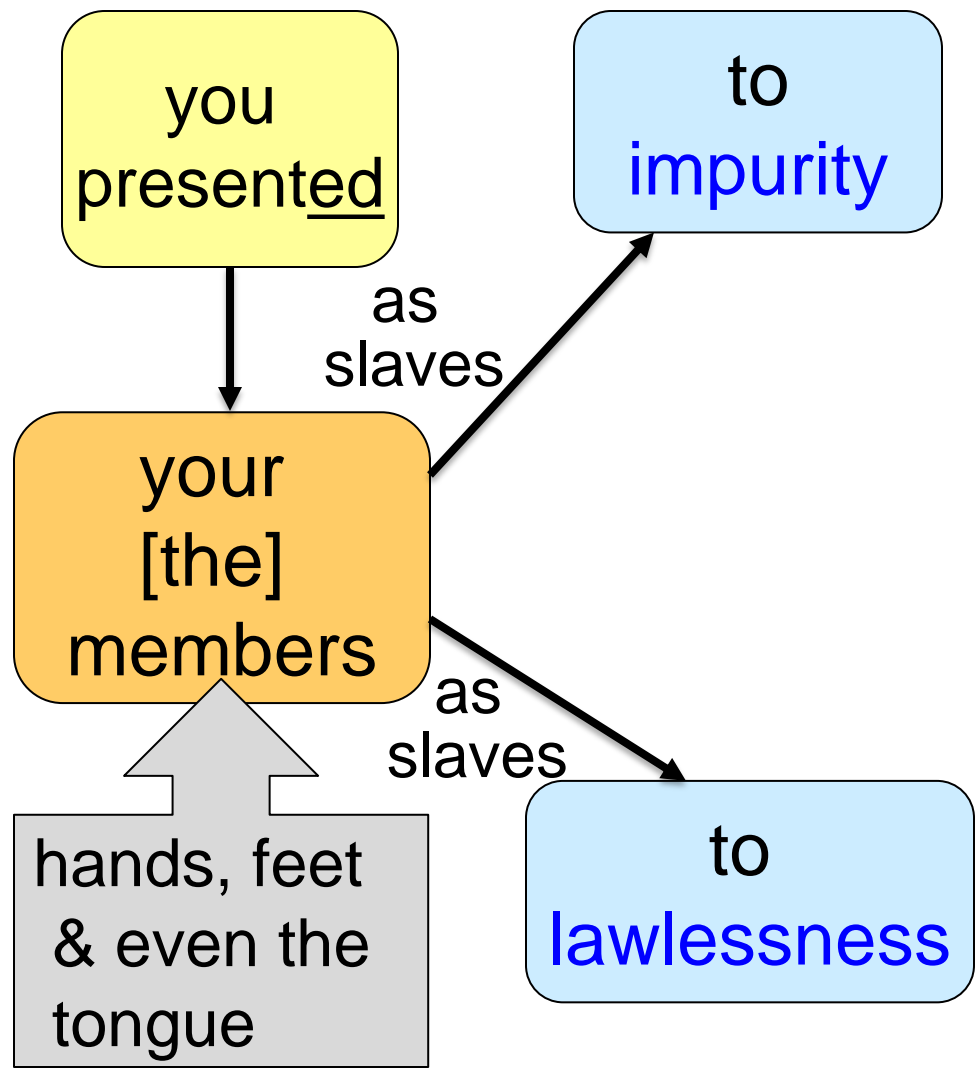 you
presented
to
impurity
as
slaves
your
[the]
members
as
slaves
hands, feet
& even the
tongue
to
lawlessness